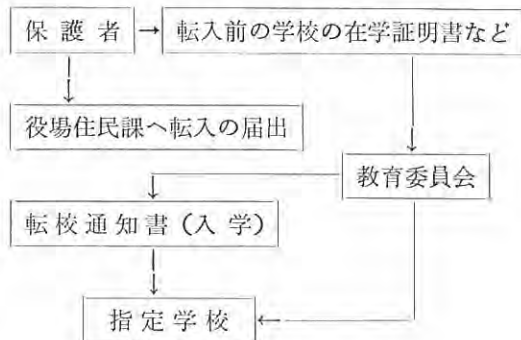 保護者
転入前の学校の在学証明書など
役場住民課へ転入の届出
教育委員会
転校通知書(入学)
指定学校